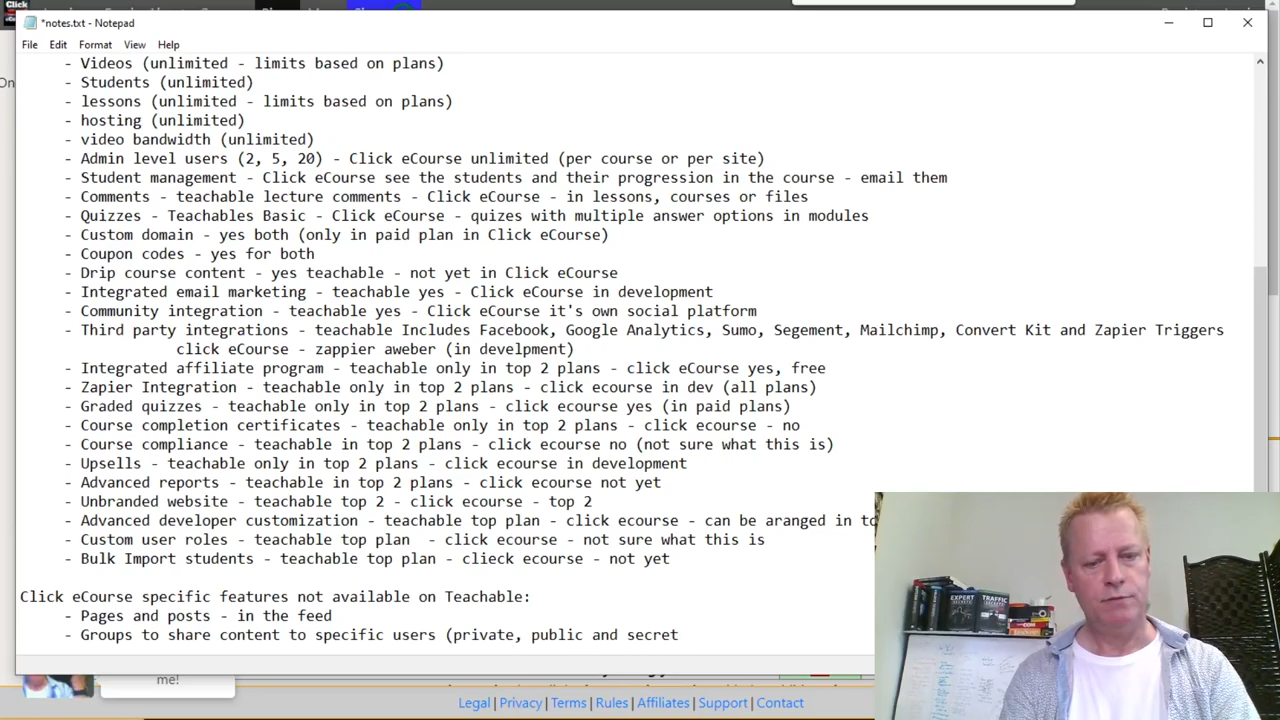 Click
*notes.txt - Notepad
File Edit Format View Help
On
- Videos (unlimited - limits based on plans)
- Students (unlimited)
- lessons (unlimited - limits based on plans)
- hosting (unlimited)
- video bandwidth (unlimited)
- Admin level users (2, 5, 20) - Click eCourse unlimited (per course or per site)
- Student management - Click eCourse see the students and their progression in the course - email them
- Comments - teachable lecture comments - Click eCourse - in lessons, courses or files
- Quizzes - Teachables Basic - Click eCourse - quizes with multiple answer options in modules
- Custom domain - yes both (only in paid plan in Click eCourse)
- Coupon codes - yes for both
- Drip course content - yes teachable - not yet in Click eCourse
- Integrated email marketing - teachable yes - Click eCourse in development
- Community integration - teachable yes - Click eCourse it's own social platform
- Third party integrations - teachable Includes Facebook, Google Analytics, Sumo, Segement, Mailchimp, Convert Kit and Zapier Triggers
click eCourse - zappier aweber (in develpment)
- Integrated affiliate program - teachable only in top 2 plans - click eCourse yes, free
- Zapier Integration - teachable only in top 2 plans - click ecourse in dev (all plans)
- Graded quizzes - teachable only in top 2 plans - click ecourse yes (in paid plans)
- Course completion certificates - teachable only in top 2 plans - click ecourse - no
- Course compliance - teachable in top 2 plans - click ecourse no (not sure what this is)
- Upsells - teachable only in top 2 plans - click ecourse in development
- Advanced reports - teachable in top 2 plans - click ecourse not yet
- Unbranded website - teachable top 2 - click ecourse - top 2
- Advanced developer customization - teachable top plan - click ecourse - can be aranged in to
- Custom user roles - teachable top plan  - click ecourse - not sure what this is
- Bulk Import students - teachable top plan - clieck ecourse - not yet
Click eCourse specific features not available on Teachable:
- Pages and posts - in the feed
- Groups to share content to specific users (private, public and secret
EXPERT
TRAFFIC
me!
Legal | Privacy | Terms | Rules | Affiliates | Support | Contact